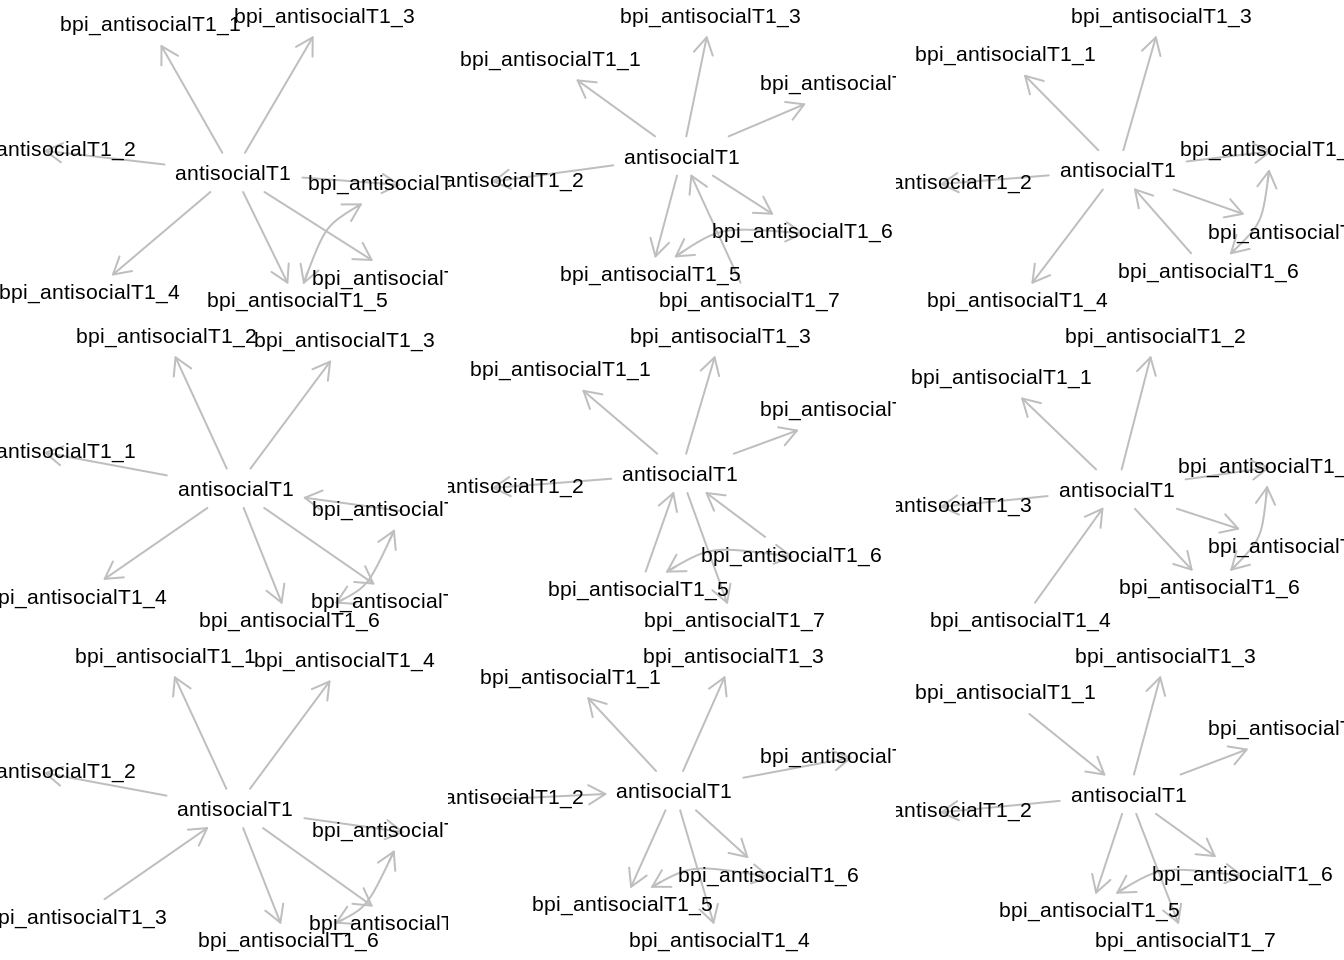 bpi_antisocialT1_1
bpi_antisocialT1_3
antisocialT1_2
antisocialT1
bpi_antisocialT
bpi_antisocialT
bpi_antisocialT1_4
bpi_antisocialT1_5
bpi_antisocialT1_3
bpi_antisocialT1_1
bpi_antisocialT
antisocialT1
antisocialT1_2
bpi_antisocialT1_6
bpi_antisocialT1_5
bpi_antisocialT1_7
bpi_antisocialT1_3
bpi_antisocialT1_1
bpi_antisocialT1_
antisocialT1
antisocialT1_2
bpi_antisocialT
bpi_antisocialT1_6
bpi_antisocialT1_4
bpi_antisocialT1_2
bpi_antisocialT1_3
antisocialT1_1
antisocialT1
bpi_antisocialT
pi_antisocialT1_4
bpi_antisocialT
bpi_antisocialT1_6
bpi_antisocialT1_3
bpi_antisocialT1_1
bpi_antisocialT
antisocialT1
antisocialT1_2
bpi_antisocialT1_6
bpi_antisocialT1_5
bpi_antisocialT1_7
bpi_antisocialT1_2
bpi_antisocialT1_1
bpi_antisocialT1_
antisocialT1
antisocialT1_3
bpi_antisocialT
bpi_antisocialT1_6
bpi_antisocialT1_4
bpi_antisocialT1_1
bpi_antisocialT1_4
antisocialT1_2
antisocialT1
bpi_antisocialT
pi_antisocialT1_3
bpi_antisocialT
bpi_antisocialT1_6
bpi_antisocialT1_3
bpi_antisocialT1_1
bpi_antisocialT
antisocialT1
antisocialT1_2
bpi_antisocialT1_6
bpi_antisocialT1_5
bpi_antisocialT1_4
bpi_antisocialT1_3
bpi_antisocialT1_1
bpi_antisocialT
antisocialT1
antisocialT1_2
bpi_antisocialT1_6
bpi_antisocialT1_5
bpi_antisocialT1_7